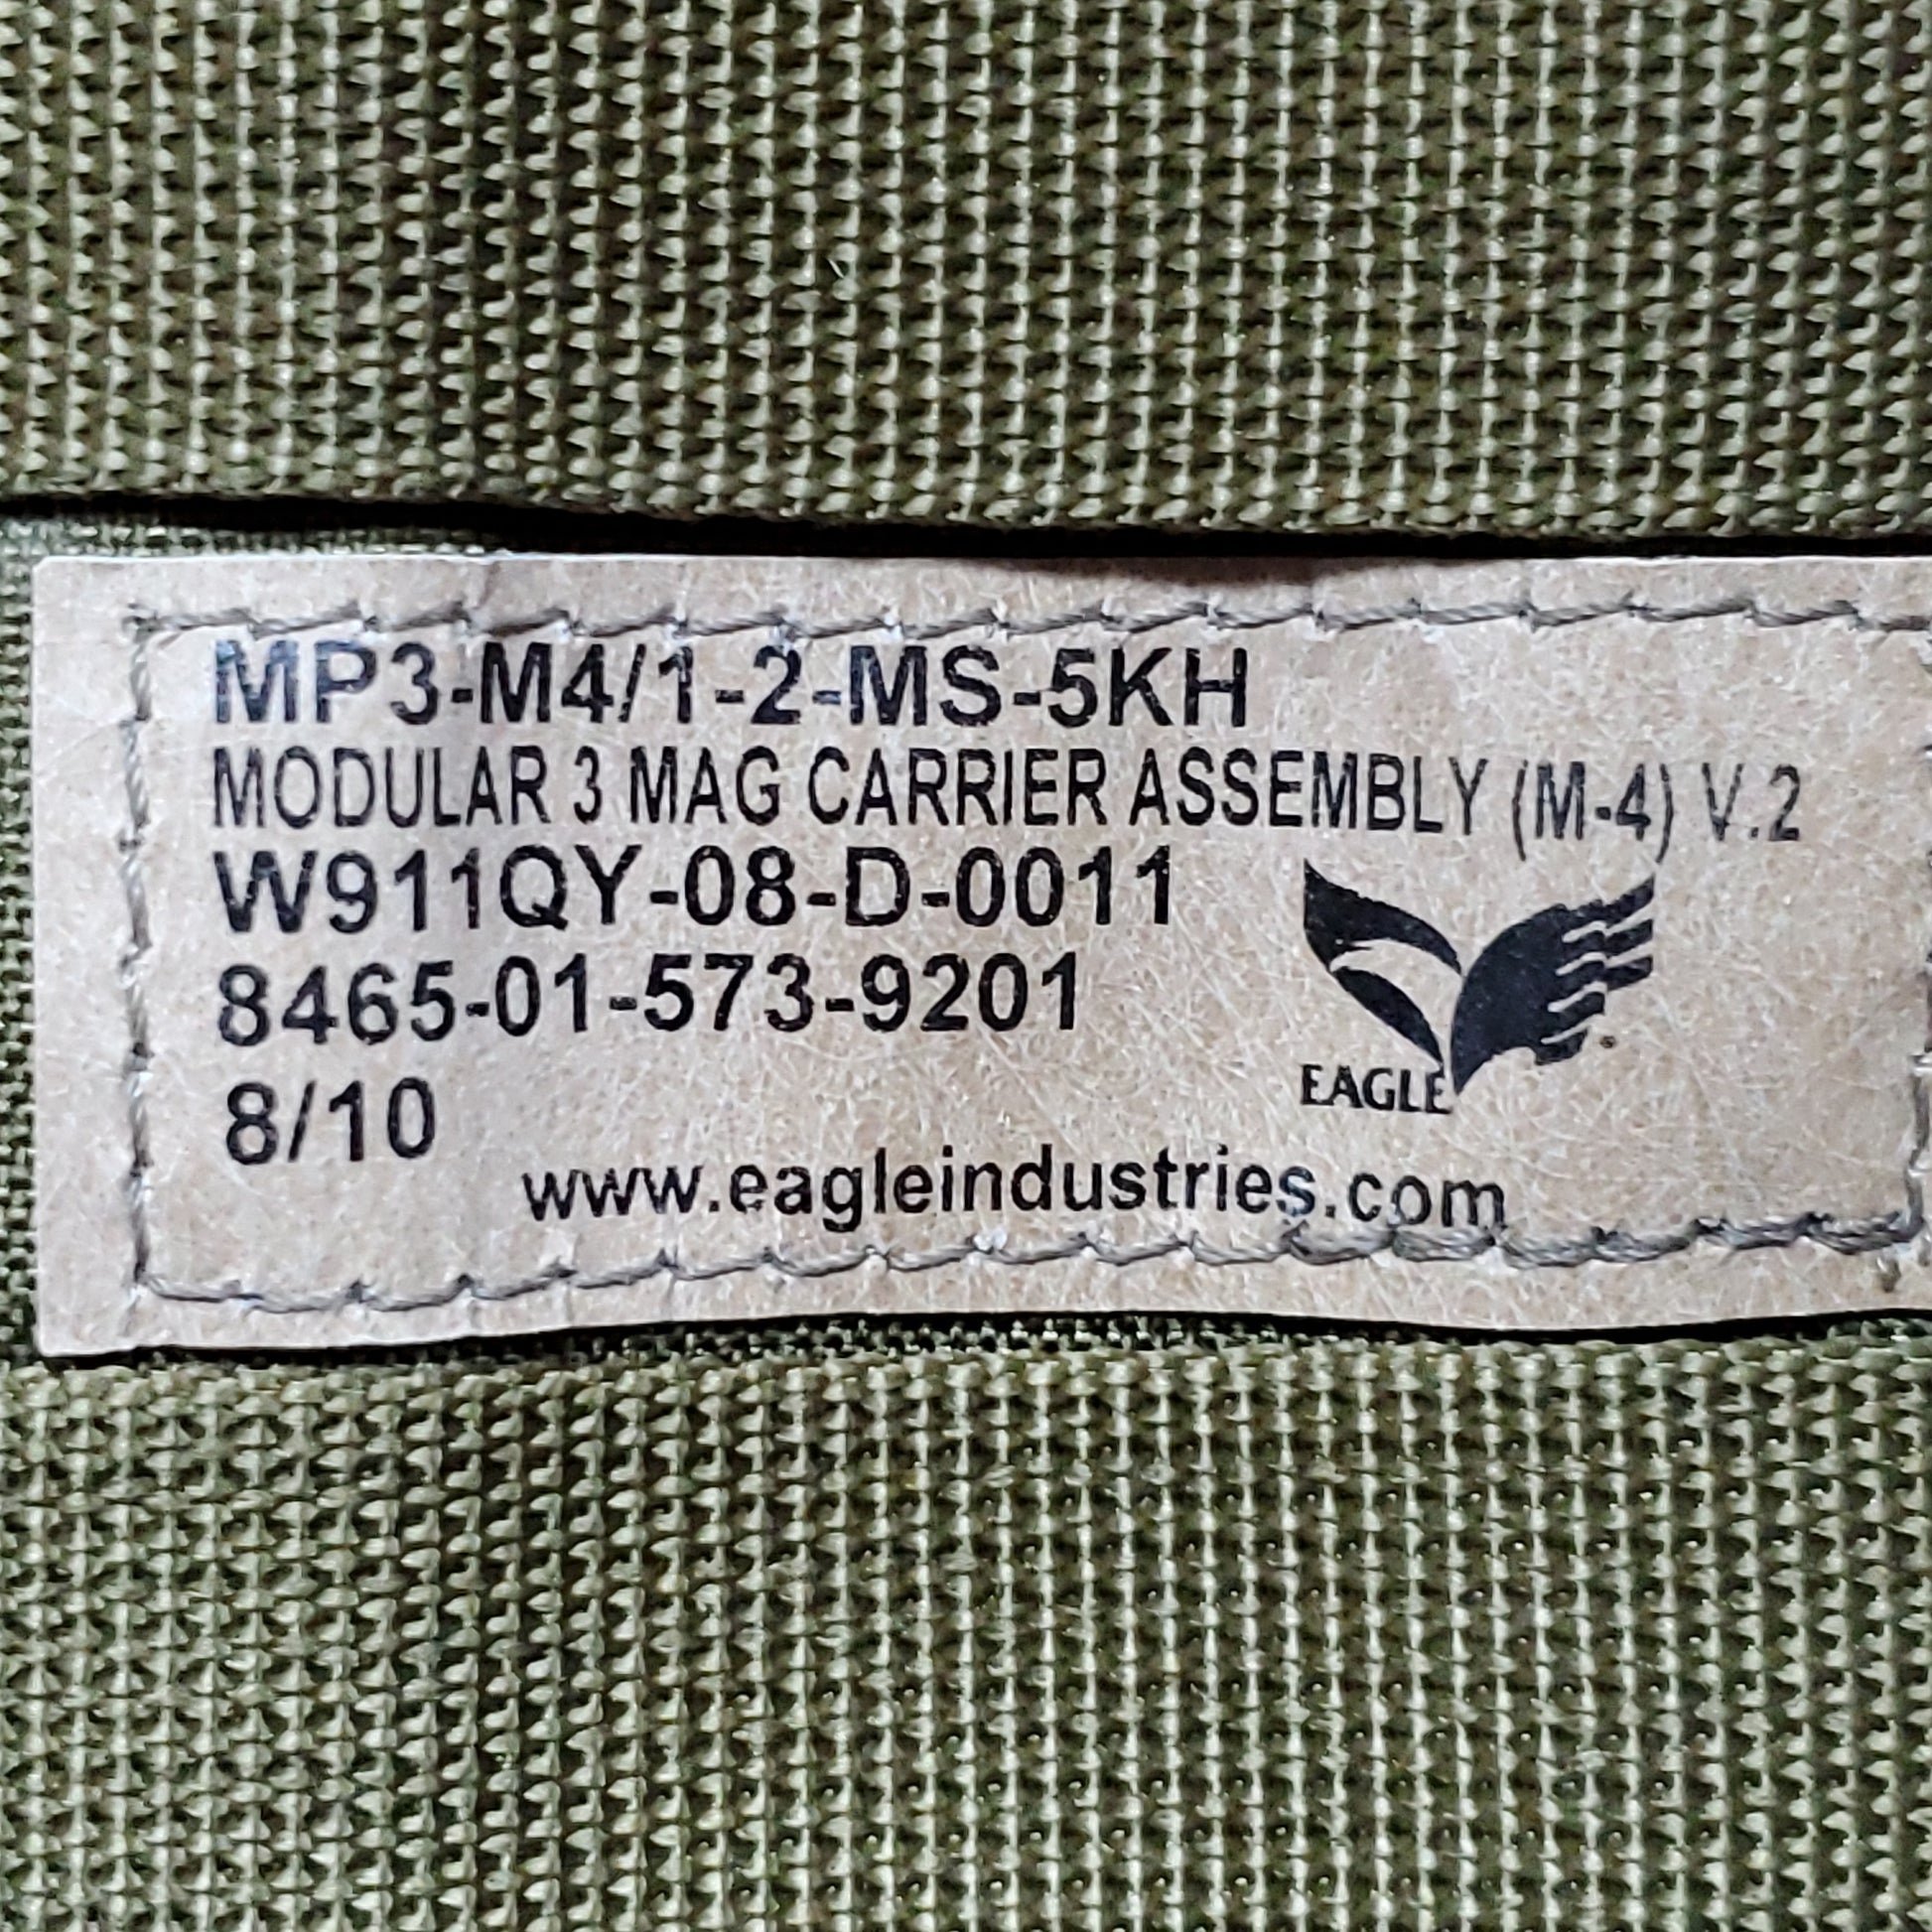 MP3-M4/1-2-MS-5KH
MODULAR 3 MAG CARRIER ASSEMBLY (M-4) V.2
W911QY-08-D-0011
8465-01-573-9201
EAGLE
8/10
www.eagleindustries.com